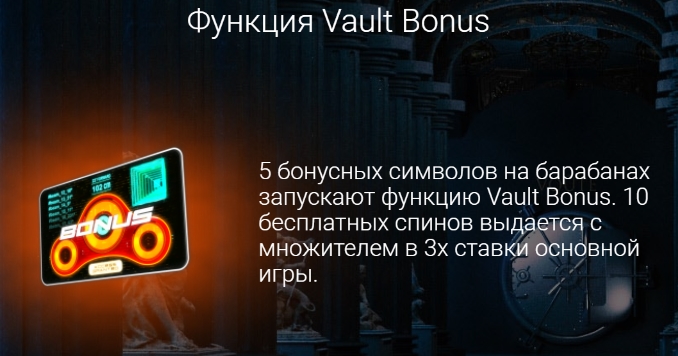 Функция Vault Bonus
5 бонусных символов на барабанах
запускают функцию Vault Bonus. 10
бесплатных спинов выдается с
множителем в 3х ставки основной
игры.
BONUS